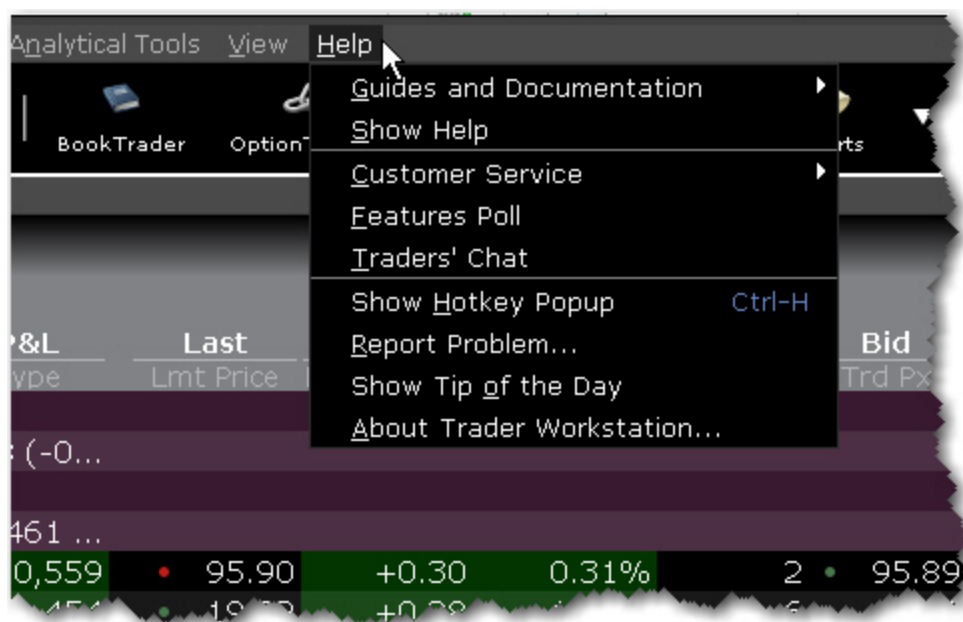 Analytical Tools View Help
BookTrader
Guides and Documentation
Show Help
Customer Service
Features Poll
Traders' Chat
Show Hotkey Popup Ctrl-H
Report Problem...
Show Tip of the Day
About Trader Workstation...
Last Bid
Lmt Price Trd Px
(-0...
461 ...
0,559 • 95.90 +0.30 0.31% 2 • 95.89